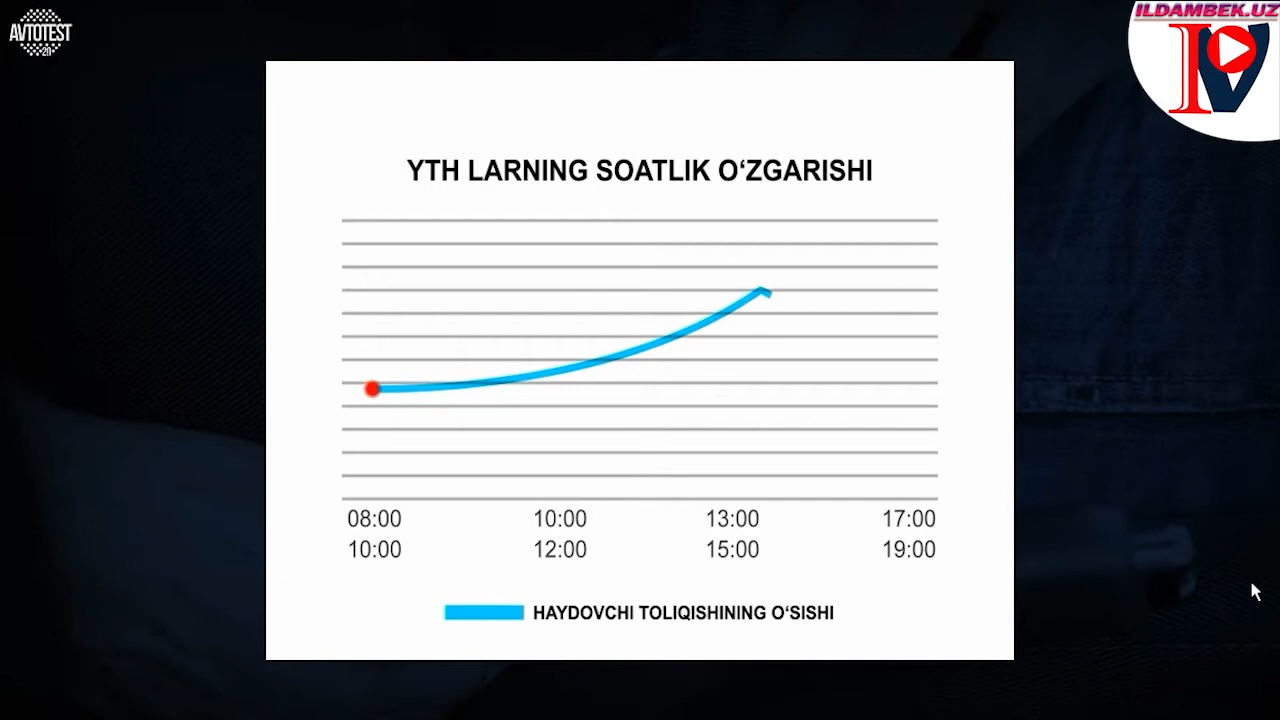 AVTOTEST
ILDAMBEK.UZ
IV
YTH LARNING SOATLIK O‘ZGARISHI
08:00 10:00 13:00 17:00
10:00 12:00 15:00 19:00
HAYDOVCHI TOLIQISHINING O‘SISHI